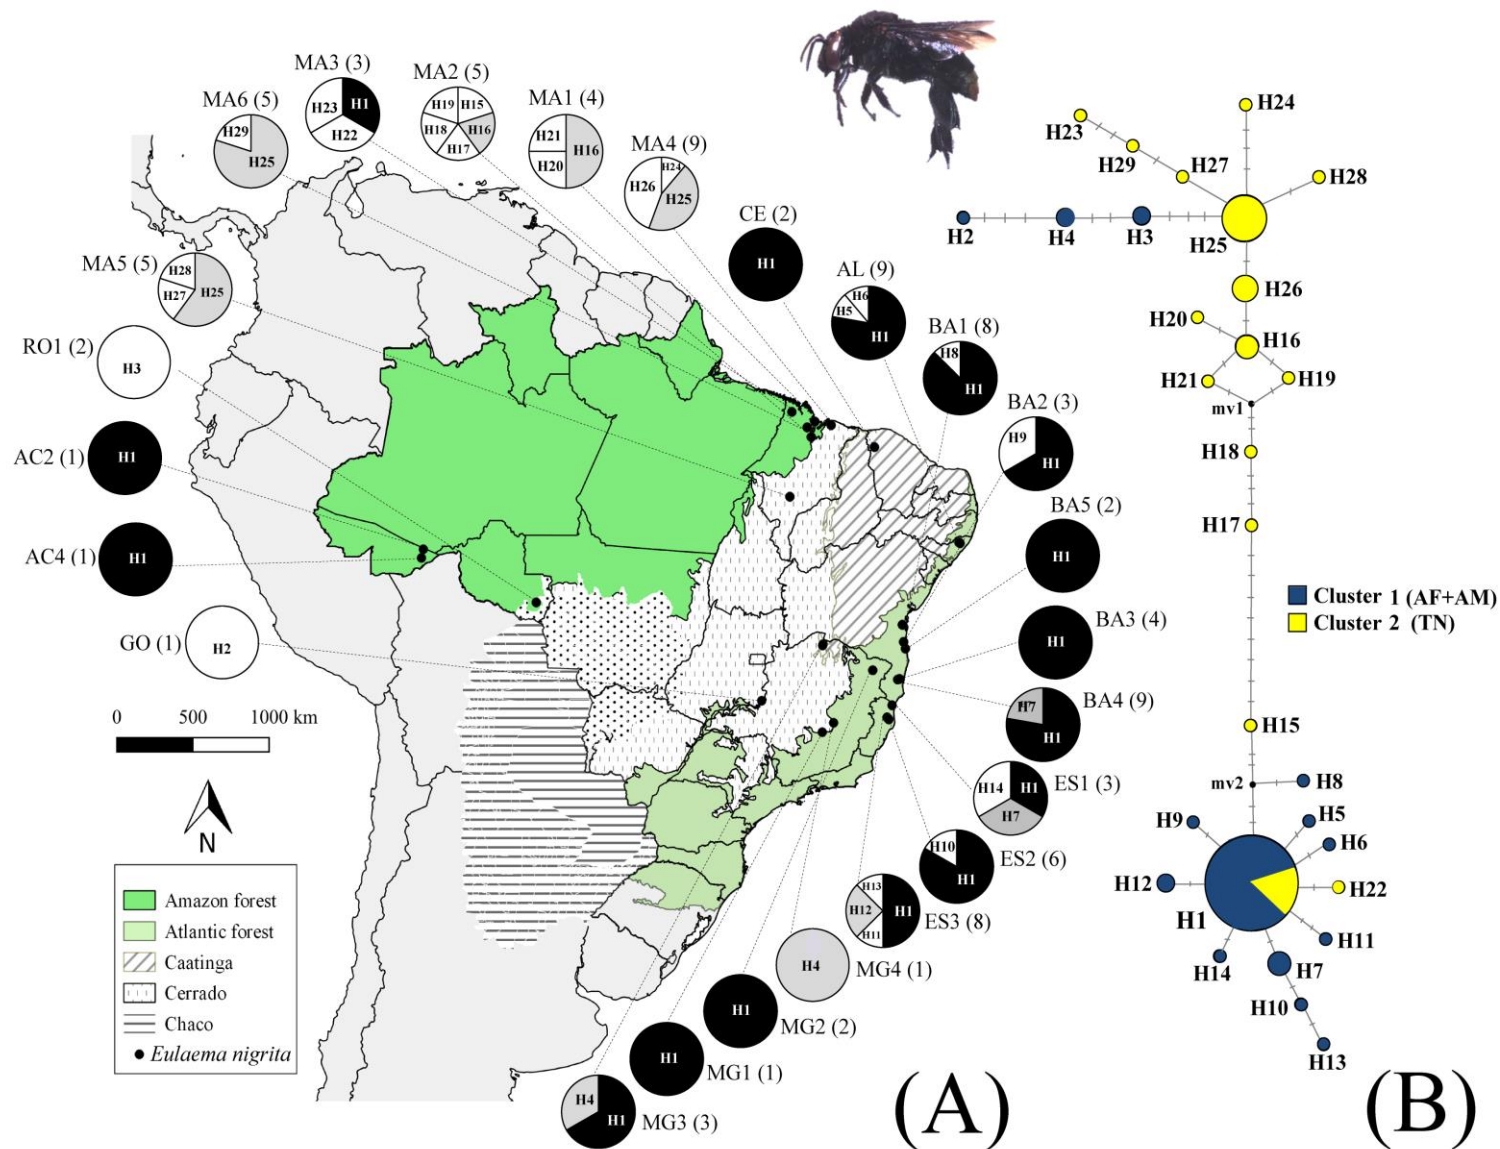 MA3 (3)
H23
H1
H22
MA2 (5)
H19
H15
H18
H16
H17
MA1 (4)
H21
H16
H20
MA6 (5)
H29
H25
MA4 (9)
H24
H26
H25
CE (2)
H1
MA5 (5)
H28
H27
H25
AL (9)
H6
H5
H1
BA1 (8)
H8
H1
RO1 (2)
H3
BA2 (3)
H9
H1
AC2 (1)
H1
BA5 (2)
H1
AC4 (1)
H1
BA3 (4)
H1
GO (1)
H2
BA4 (9)
H7
H1
ES1 (3)
H14
H1
H7
ES2 (6)
H10
H1
ES3 (8)
H13
H12
H1
H11
MG4 (1)
H4
MG2 (2)
H1
MG1 (1)
H1
MG3 (3)
H4
H1
0 500 1000 km
N
Amazon forest
Atlantic forest
Caatinga
Cerrado
Chaco
Eulaema nigrita
(A)
H24
H23
H29
H27
H28
H2
H4
H3
H25
H26
H20
H16
H21
H19
mv1
H18
H17
Cluster 1 (AF+AM)
Cluster 2 (TN)
H15
mv2
H8
H9
H5
H6
H12
H22
H1
H11
H14
H7
H10
H13
(B)